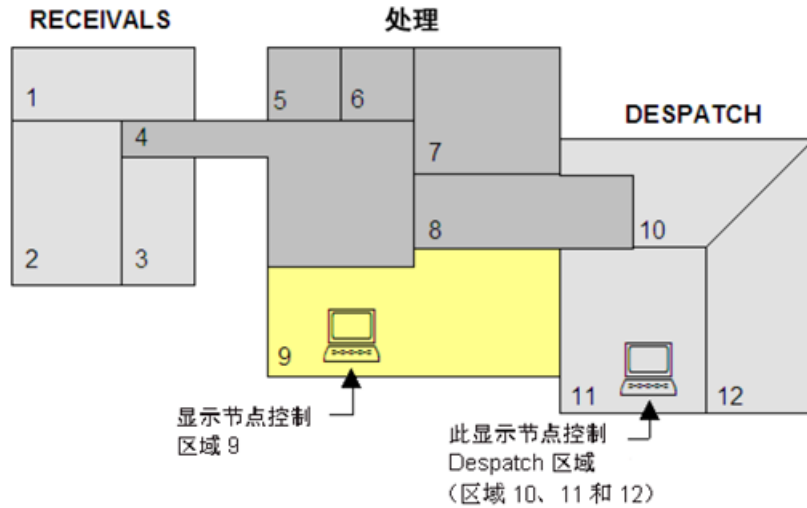 RECEIVALS
处理
DESPATCH
1
2
3
4
5
6
7
8
9
10
11
12
显示节点控制
区域 9
此显示节点控制
Despatch 区域
（区域 10、11 和 12）